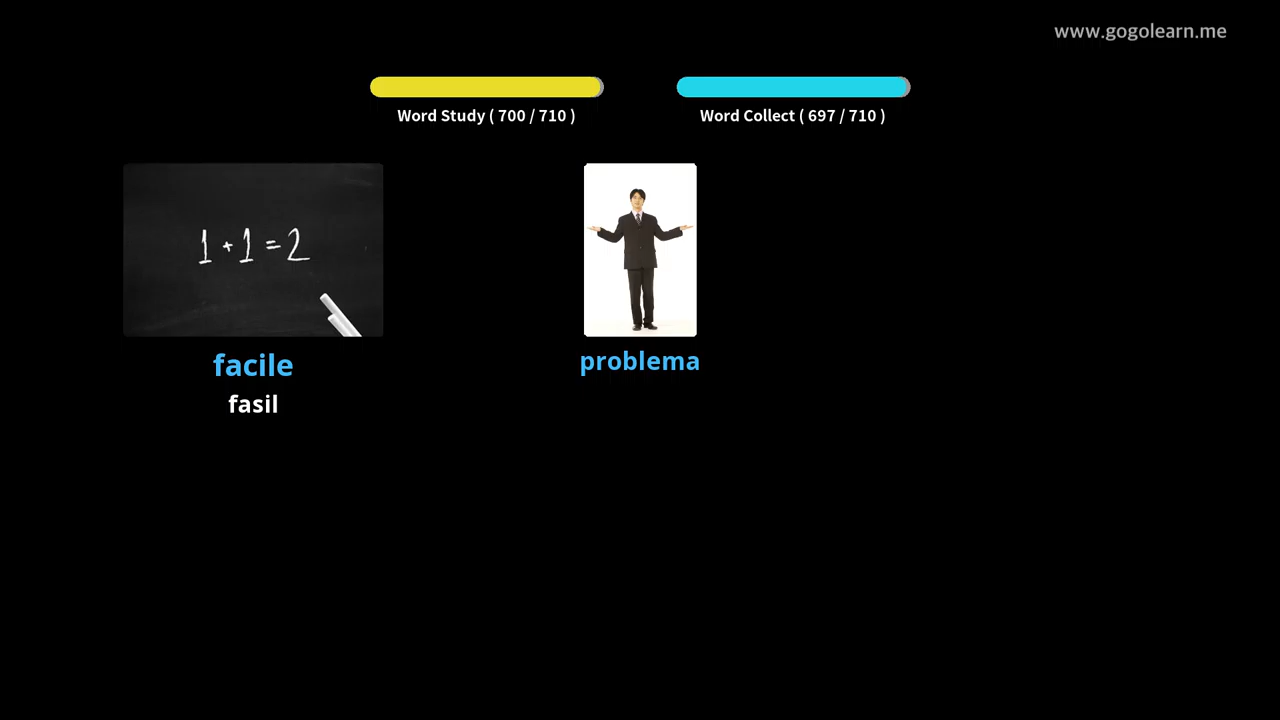 www.gogolearn.me
Word Study ( 700 / 710 )
Word Collect ( 697 / 710 )
1 + 1 = 2
facile
fasil
problema